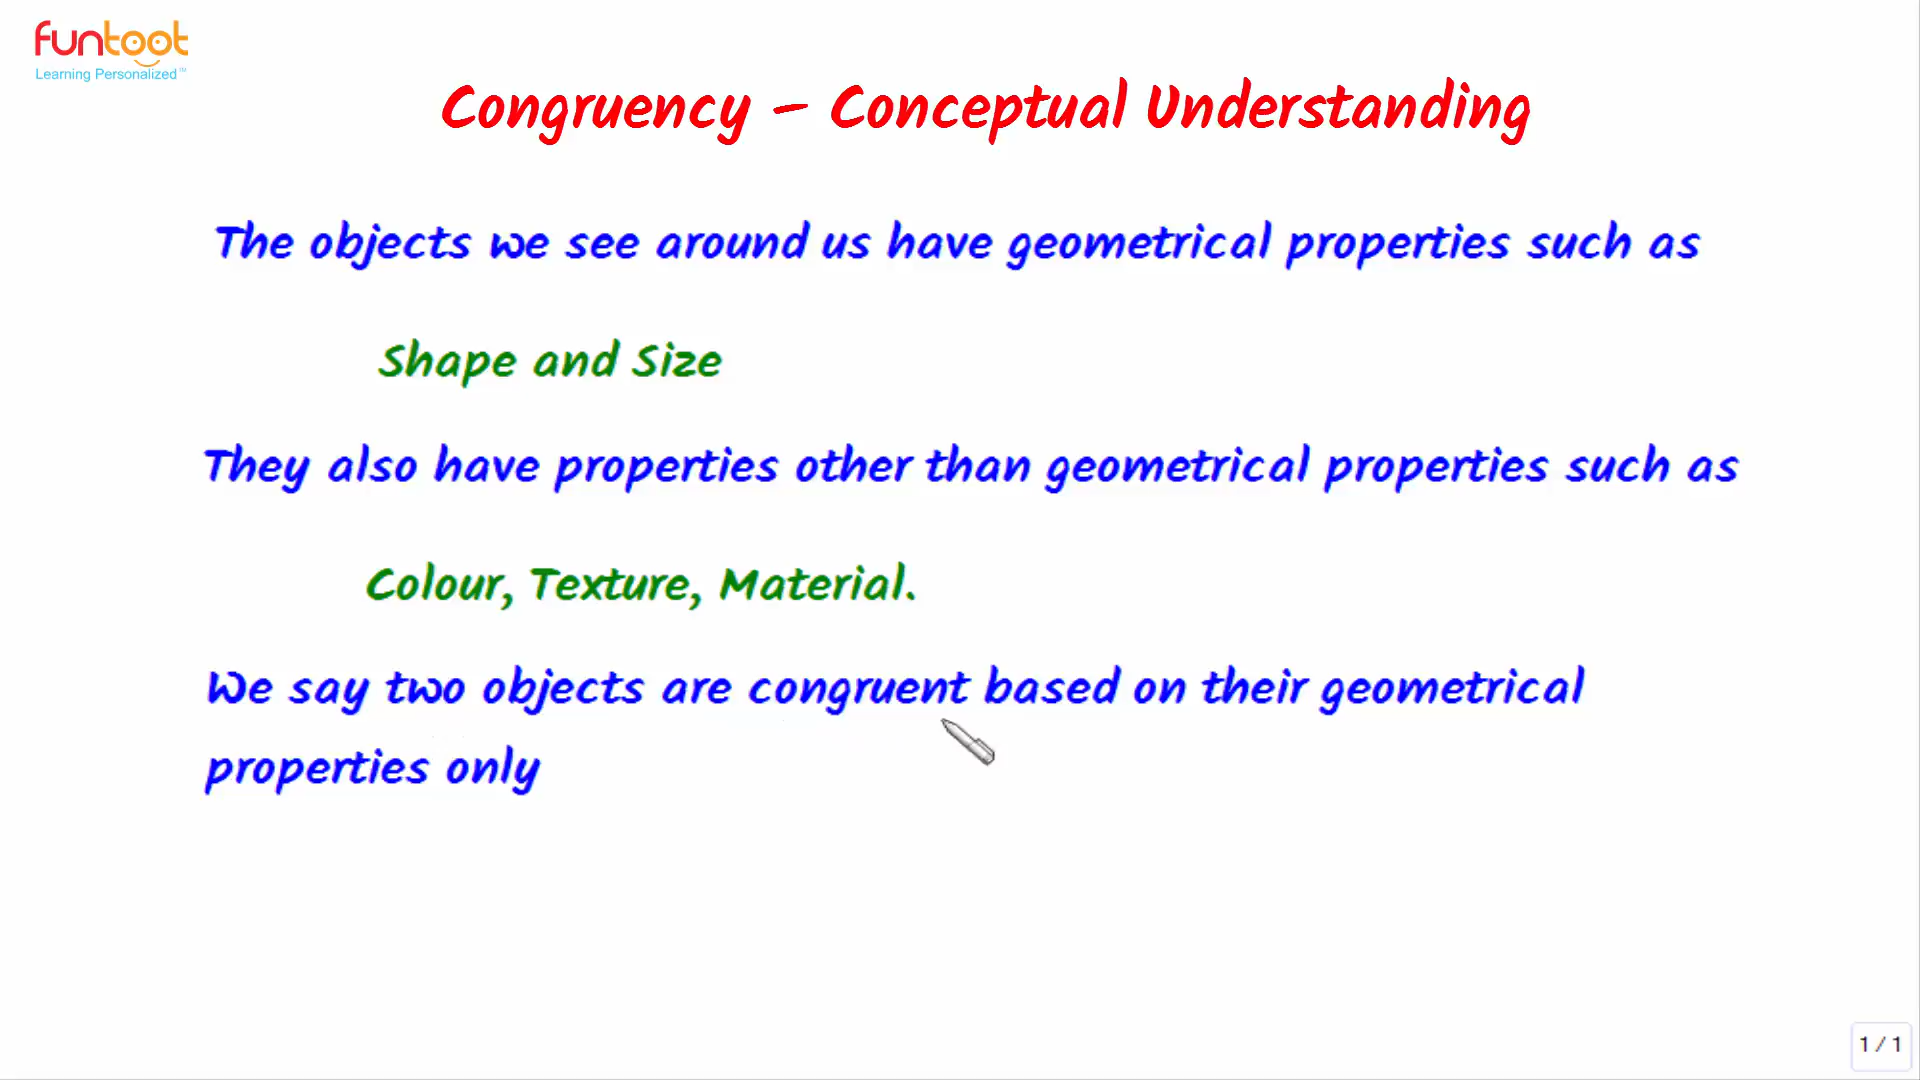 funtoot
Learning Personalized™
Congruency – Conceptual Understanding
The objects we see around us have geometrical properties such as
Shape and Size
They also have properties other than geometrical properties such as
Colour, Texture, Material.
We say two objects are congruent based on their geometrical
properties only
1 / 1